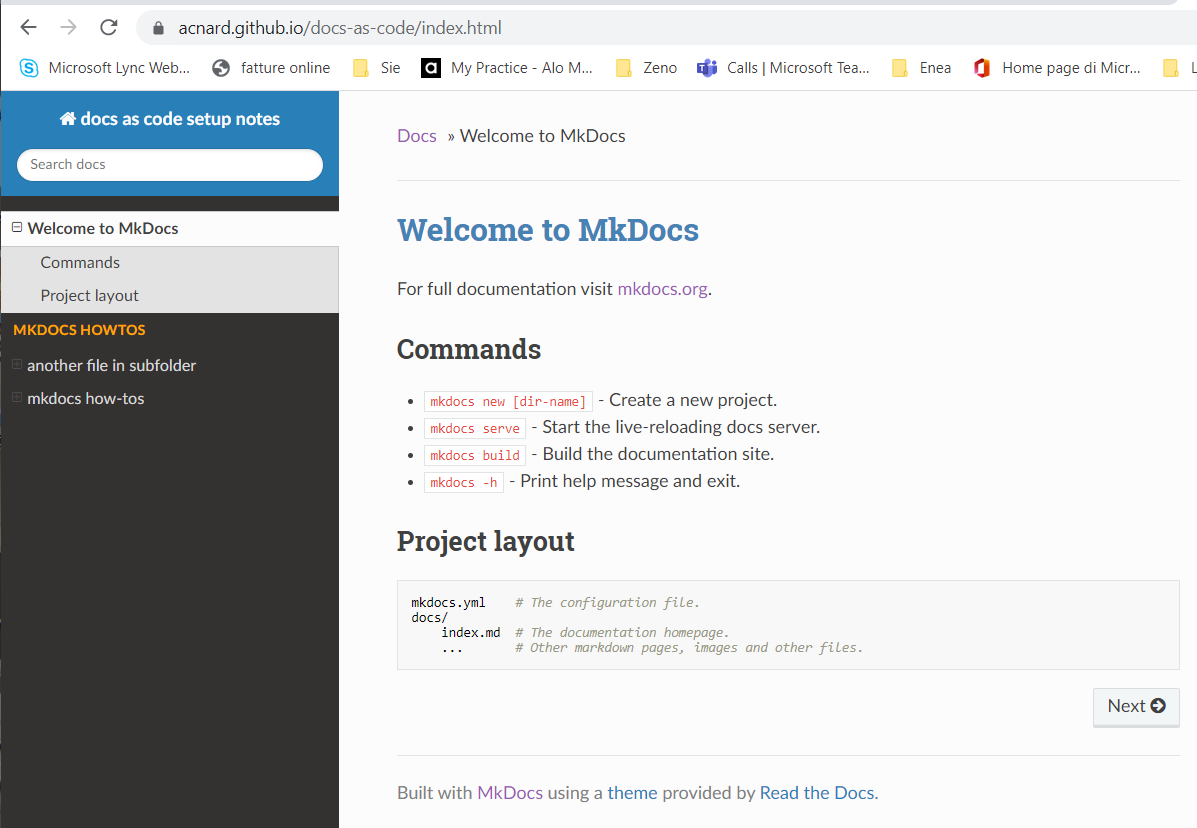 acnard.github.io/docs-as-code/index.html
Microsoft Lync Web... fatture online Sie My Practice - Alo M... Zeno Calls | Microsoft Tea... Enea Home page di Micr... L
docs as code setup notes
Search docs
Welcome to MkDocs
Commands
Project layout
MKDOCS HOWTOS
another file in subfolder
mkdocs how-tos
Docs » Welcome to MkDocs
Welcome to MkDocs
For full documentation visit mkdocs.org.
Commands
• mkdocs new [dir-name] - Create a new project.
• mkdocs serve - Start the live-reloading docs server.
• mkdocs build - Build the documentation site.
• mkdocs -h - Print help message and exit.
Project layout
mkdocs.yml    # The configuration file.
docs/
    index.md  # The documentation homepage.
    ...       # Other markdown pages, images and other files.
Next
Built with MkDocs using a theme provided by Read the Docs.